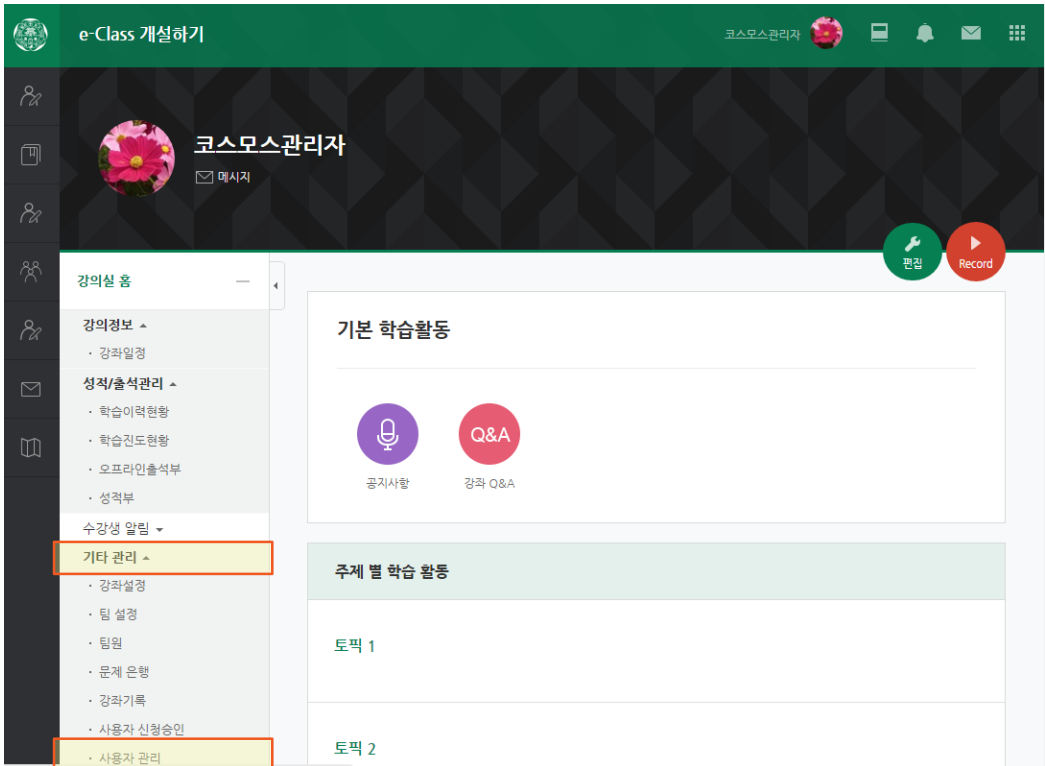 e-Class 개설하기
코스모스관리자
코스모스관리자
메시지
편집
Record
강의실 홈
강의정보
강좌일정
성적/출석관리
학습이력현황
학습진도현황
오프라인출석부
성적부
수강생 알림
기타 관리
강좌설정
팀 설정
팀원
문제 은행
강좌기록
사용자 신청승인
사용자 관리
기본 학습활동
Q&A
공지사항
강좌 Q&A
주제 별 학습 활동
토픽 1
토픽 2